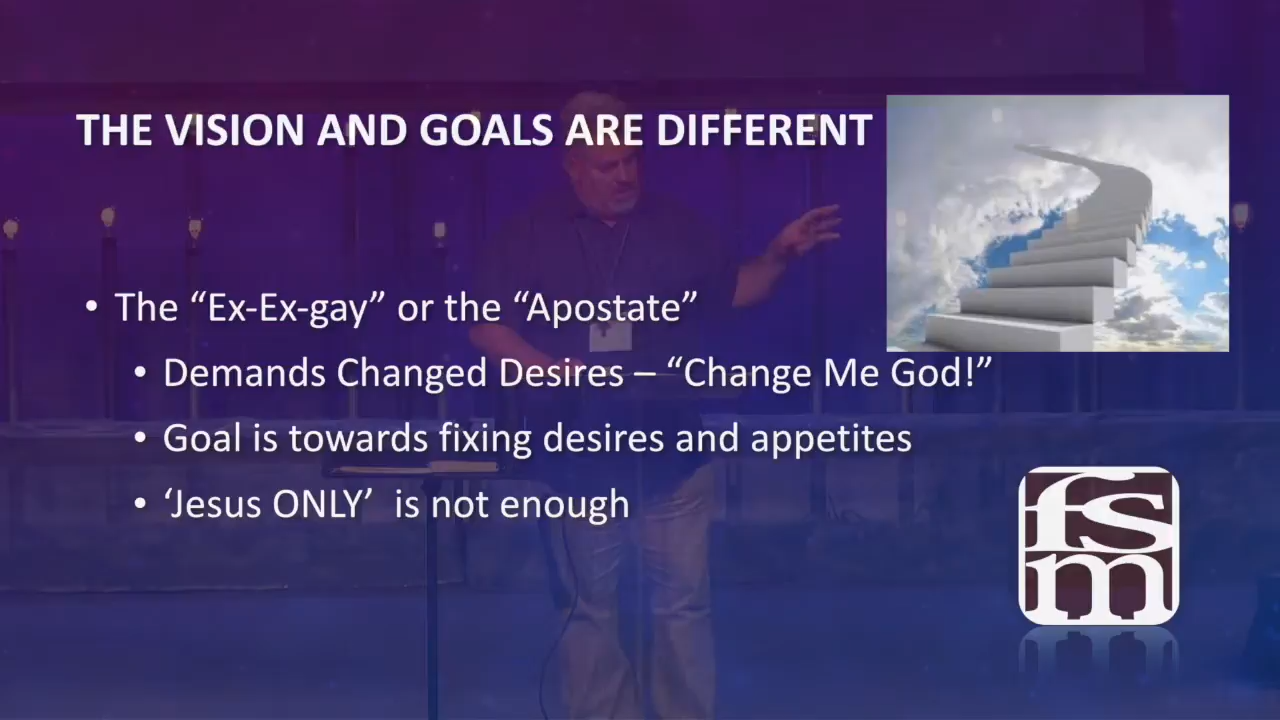 THE VISION AND GOALS ARE DIFFERENT
• The “Ex-Ex-gay” or the “Apostate”
• Demands Changed Desires – “Change Me God!”
• Goal is towards fixing desires and appetites
• ‘Jesus ONLY’ is not enough
fs
m